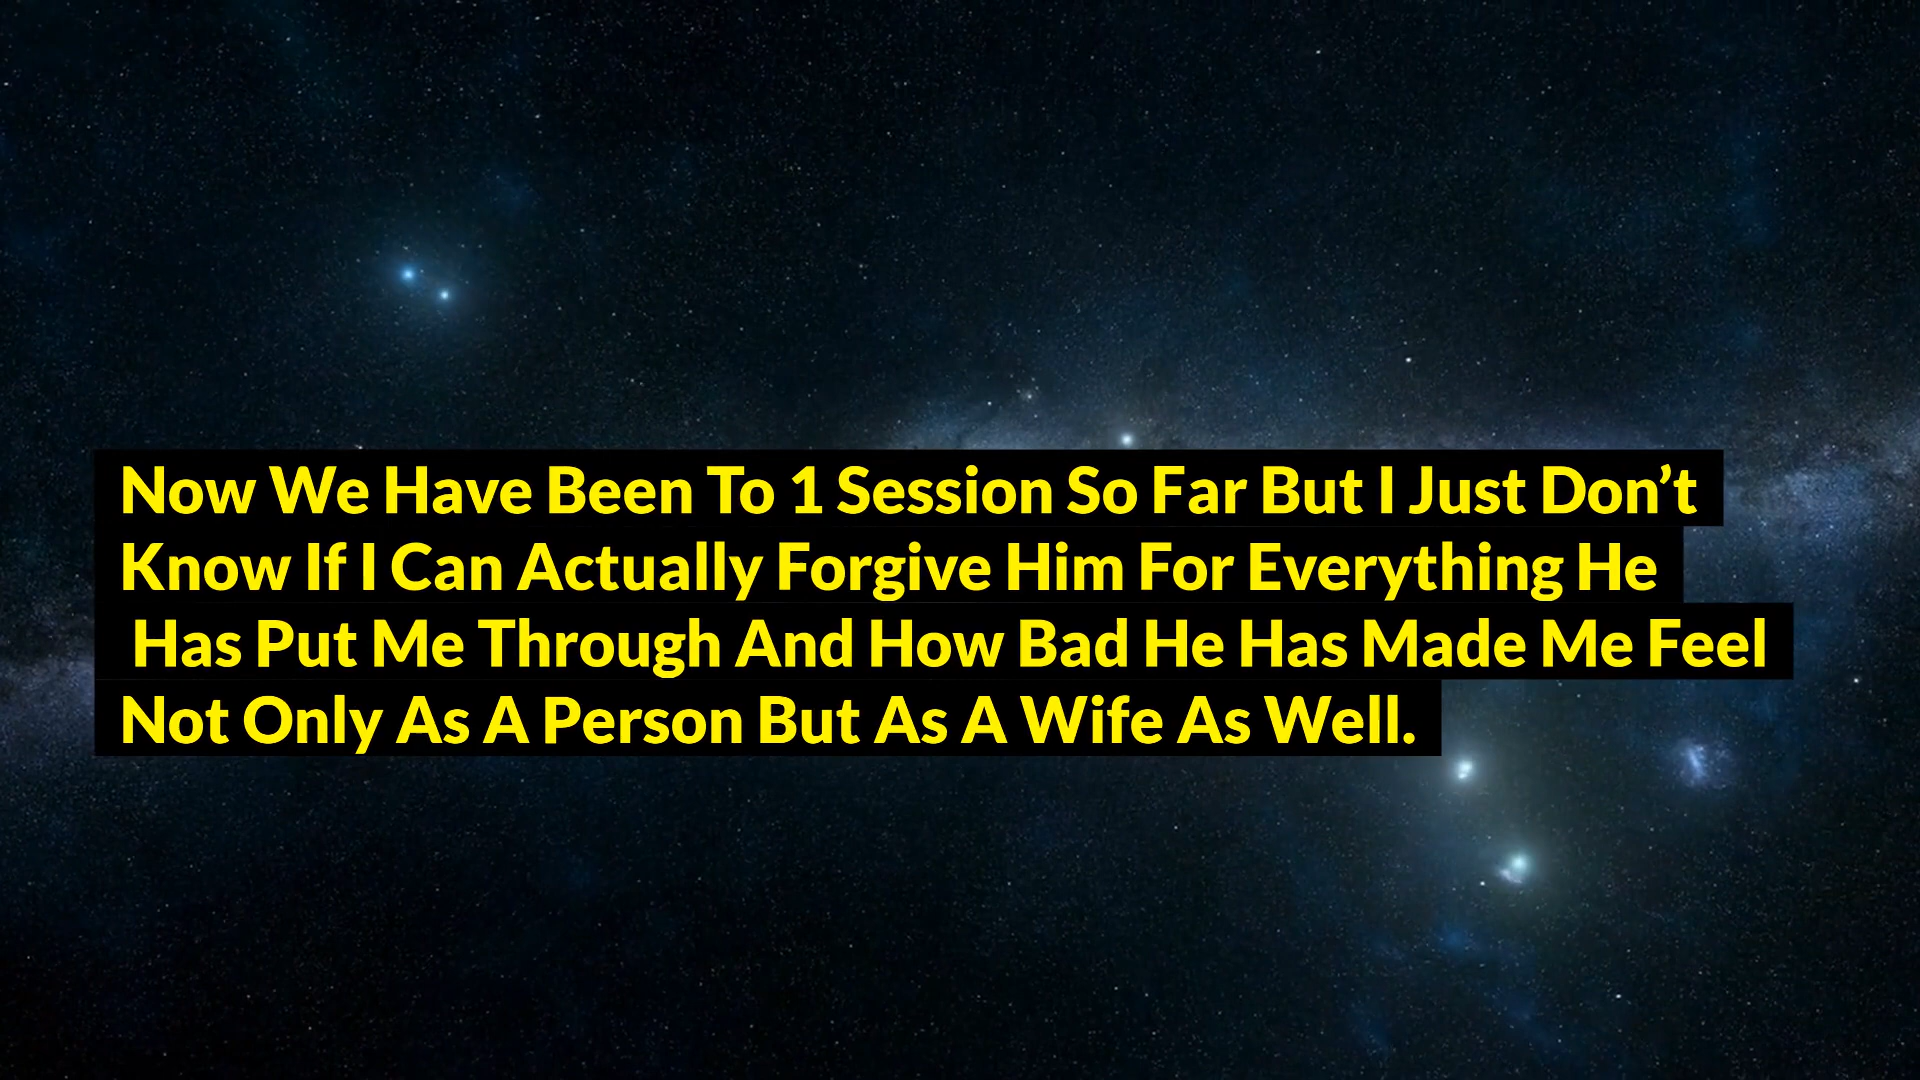 Now We Have Been To 1 Session So Far But I Just Don’t
Know If I Can Actually Forgive Him For Everything He
Has Put Me Through And How Bad He Has Made Me Feel
Not Only As A Person But As A Wife As Well.